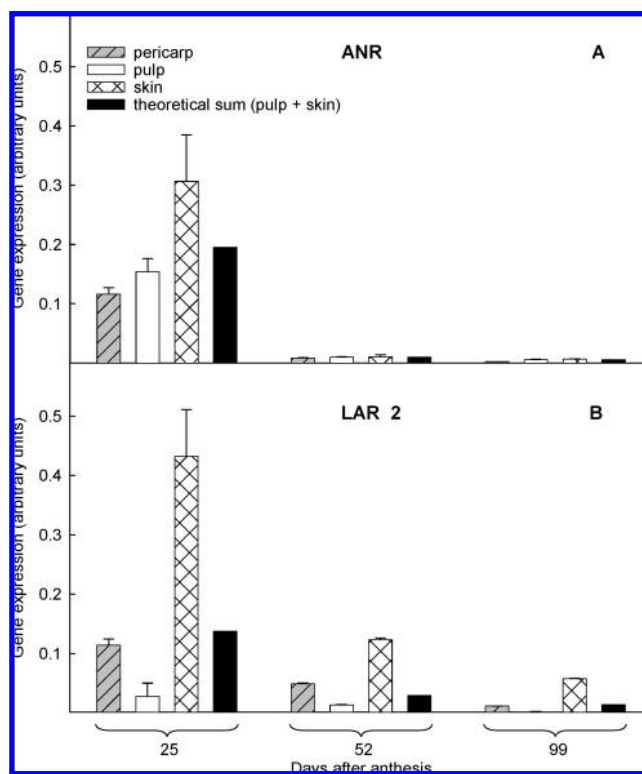 pericarp
pulp
skin
theoretical sum (pulp + skin)
ANR
A
Gene expression (arbitrary units)
0.5
0.4
0.3
0.2
0.1
LAR 2
B
Gene expression (arbitrary units)
0.5
0.4
0.3
0.2
0.1
25
52
99
Days after anthesis